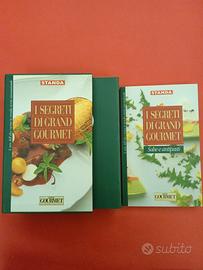 STANDA
I SEGRETI
DI GRAND
GOURMET
GOURMET
STANDA
I SEGRETI
DI GRAND
GOURMET
Salse e antipasti
GOURMET
subito